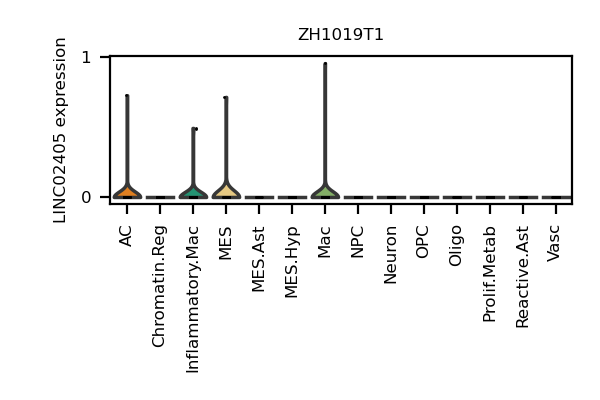 ZH1019T1
LINC02405 expression
1
0
AC
Chromatin.Reg
Inflammatory.Mac
MES
MES.Ast
MES.Hyp
Mac
NPC
Neuron
OPC
Oligo
Prolif.Metab
Reactive.Ast
Vasc